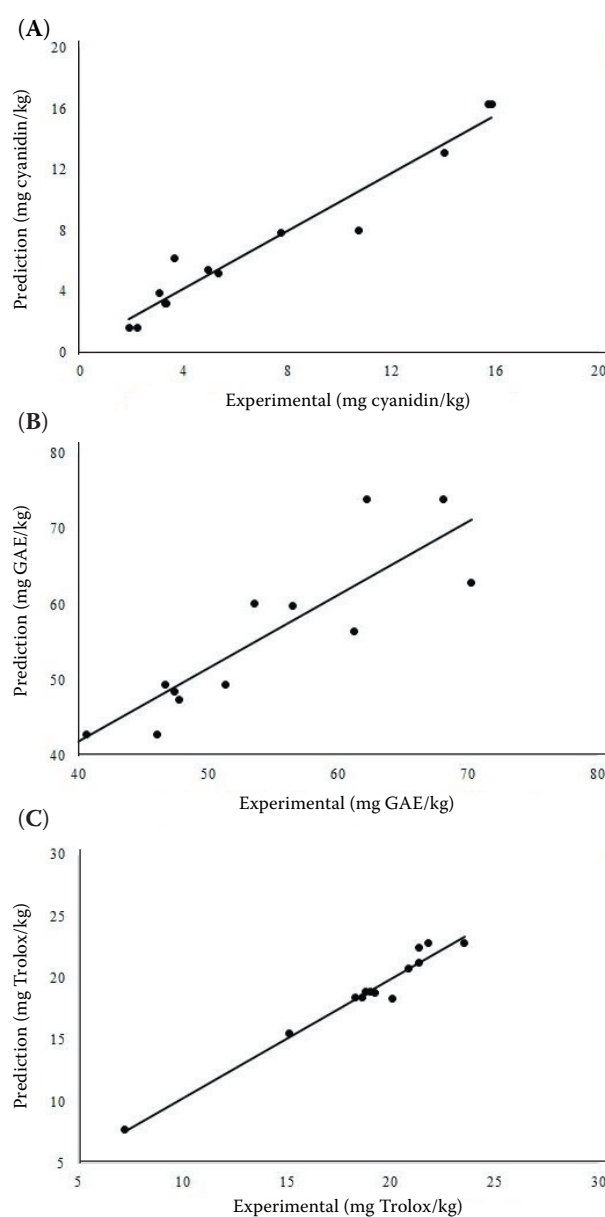 (A)
20
16
12
8
4
0
Prediction (mg cyanidin/kg)
0 4 8 12 16 20
Experimental (mg cyanidin/kg)
(B)
80
70
60
50
40
Prediction (mg GAE/kg)
40 50 60 70 80
Experimental (mg GAE/kg)
(C)
30
25
20
15
10
5
Prediction (mg Trolox/kg)
5 10 15 20 25 30
Experimental (mg Trolox/kg)